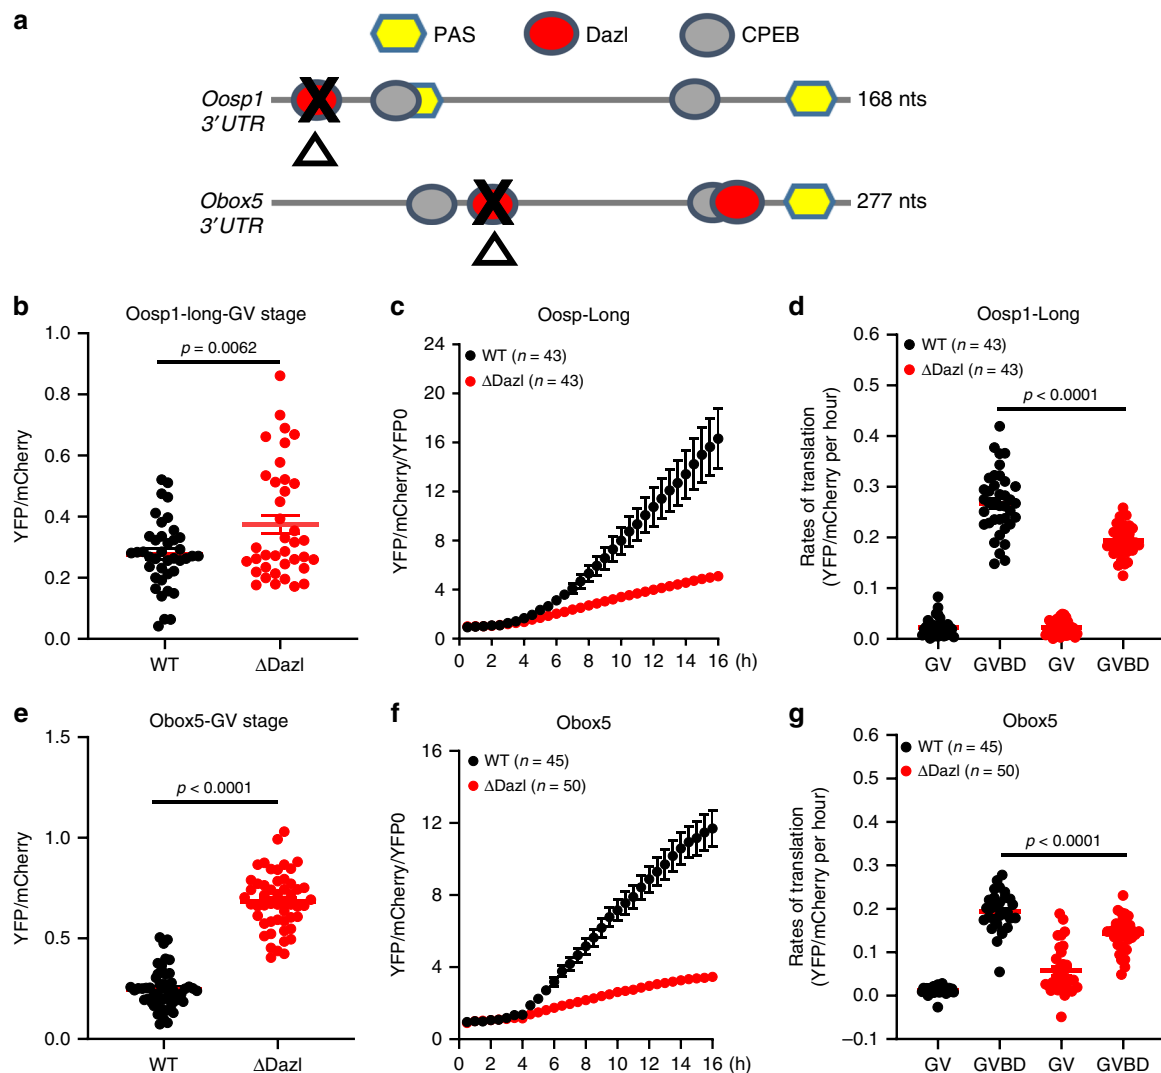 a
PAS
Dazl
CPEB
Oosp1
3′UTR
168 nts
Obox5
3′UTR
277 nts
b
Oosp1-long-GV stage
p = 0.0062
YFP/mCherry
1.0
0.8
0.6
0.4
0.2
0.0
WT
ΔDazl
c
Oosp-Long
WT (n = 43)
ΔDazl (n = 43)
YFP/mCherry/YFP0
24
20
16
12
8
4
0
0 2 4 6 8 10 12 14 16 (h)
d
Oosp1-Long
WT (n = 43)
ΔDazl (n = 43)
p < 0.0001
Rates of translation
(YFP/mCherry per hour)
0.6
0.5
0.4
0.3
0.2
0.1
0.0
GV GVBD GV GVBD
e
Obox5-GV stage
p < 0.0001
YFP/mCherry
1.5
1.0
0.5
0.0
WT
ΔDazl
f
Obox5
WT (n = 45)
ΔDazl (n = 50)
YFP/mCherry/YFP0
16
12
8
4
0
0 2 4 6 8 10 12 14 16 (h)
g
Obox5
WT (n = 45)
ΔDazl (n = 50)
p < 0.0001
Rates of translation
(YFP/mCherry per hour)
0.6
0.5
0.4
0.3
0.2
0.1
0.0
–0.1
GV GVBD GV GVBD